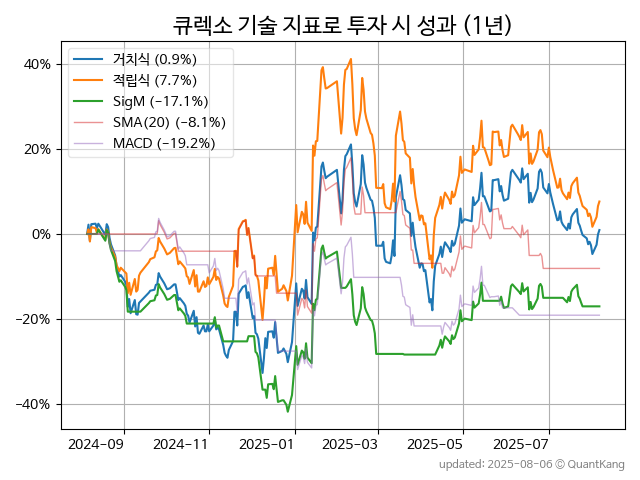 큐렉소 기술 지표로 투자 시 성과 (1년)
거치식 (0.9%)
적립식 (7.7%)
SigM (−17.1%)
SMA(20) (−8.1%)
MACD (−19.2%)
40%
20%
0%
−20%
−40%
2024-09
2024-11
2025-01
2025-03
2025-05
2025-07
updated: 2025-08-06 © QuantKang